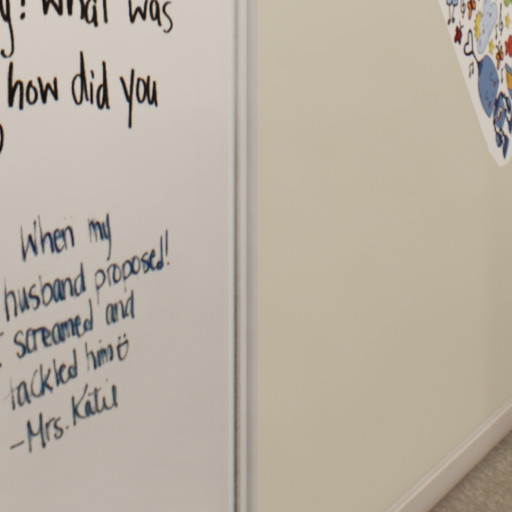 ! What was
how did you
When my
husband proposed!
screamed and
tackled him
-Mrs. Katie